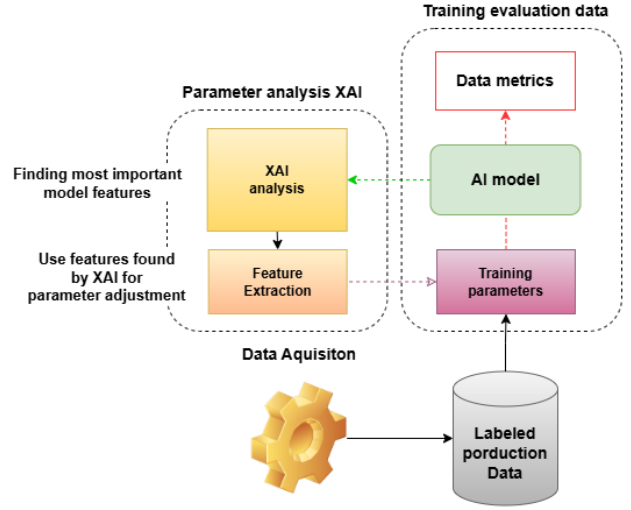 Training evaluation data
Data metrics
Parameter analysis XAI
XAI
analysis
AI model
Finding most important
model features
Use features found
by XAI for
parameter adjustment
Feature
Extraction
Training
parameters
Data Aquisiton
Labeled
porduction
Data